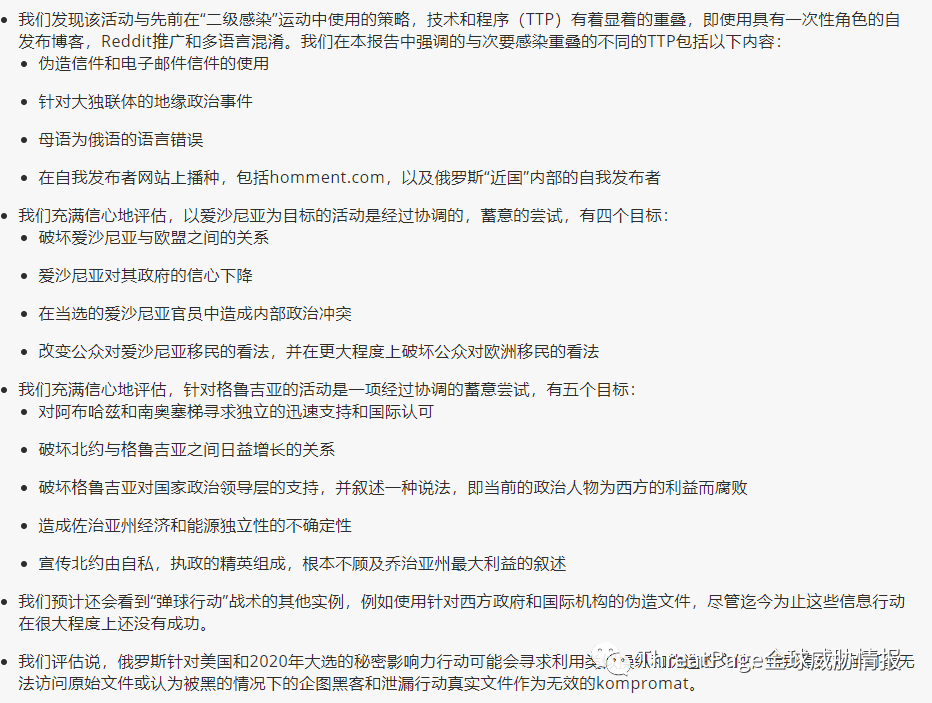 我们发现该活动与先前在“二级感染”运动中使用的策略，技术和程序（TTP）有着显着的重叠，即使用具有一次性角色的自
发布博客，Reddit推广和多语言混淆。我们在本报告中强调的与次要感染重叠的不同的TTP包括以下内容：
伪造信件和电子邮件信件的使用
针对大独联体的地缘政治事件
母语为俄语的语言错误
在自我发布者网站上播种，包括homment.com，以及俄罗斯“近国”内部的自我发布者
我们充满信心地评估，以爱沙尼亚为目标的活动是经过协调的，蓄意的尝试，有四个目标：
破坏爱沙尼亚与欧盟之间的关系
爱沙尼亚对其政府的信心下降
在当选的爱沙尼亚官员中造成内部政治冲突
改变公众对爱沙尼亚移民的看法，并在更大程度上破坏公众对欧洲移民的看法
我们充满信心地评估，针对格鲁吉亚的活动是一项经过协调的蓄意尝试，有五个目标：
对阿布哈兹和南奥塞梯寻求独立的迅速支持和国际认可
破坏北约与格鲁吉亚之间日益增长的关系
破坏格鲁吉亚对国家政治领导层的支持，并叙述一种说法，即当前的政治人物为西方的利益而腐败
造成佐治亚州经济和能源独立性的不确定性
宣传北约由自私，执政的精英组成，根本不顾及乔治亚州最大利益的叙述
我们预计还会看到“弹球行动”战术的其他实例，例如使用针对西方政府和国际机构的伪造文件，尽管迄今为止这些信息行动
在很大程度上还没有成功。
我们评估说，俄罗斯针对美国和2020年大选的秘密影响力行动可能会寻求利用 ThreatPage全球威胁情报 无
法访问原始文件或认为被黑的情况下的企图黑客和泄漏行动真实文件作为无效的kompromat。